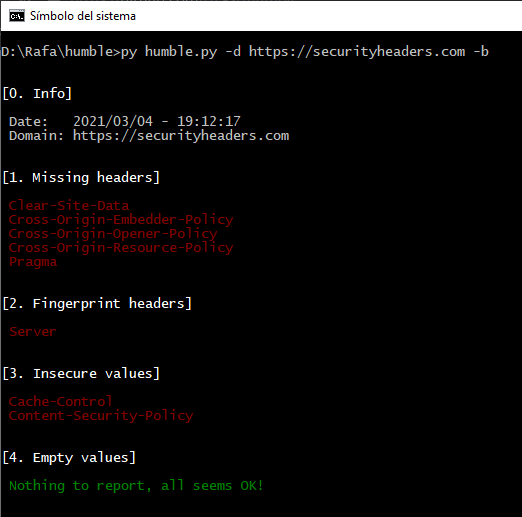 Símbolo del sistema
D:\Rafa\humble>py humble.py -d https://securityheaders.com -b
[0. Info]
Date:   2021/03/04 - 19:12:17
Domain: https://securityheaders.com
[1. Missing headers]
Clear-Site-Data
Cross-Origin-Embedder-Policy
Cross-Origin-Opener-Policy
Cross-Origin-Resource-Policy
Pragma
[2. Fingerprint headers]
Server
[3. Insecure values]
Cache-Control
Content-Security-Policy
[4. Empty values]
Nothing to report, all seems OK!